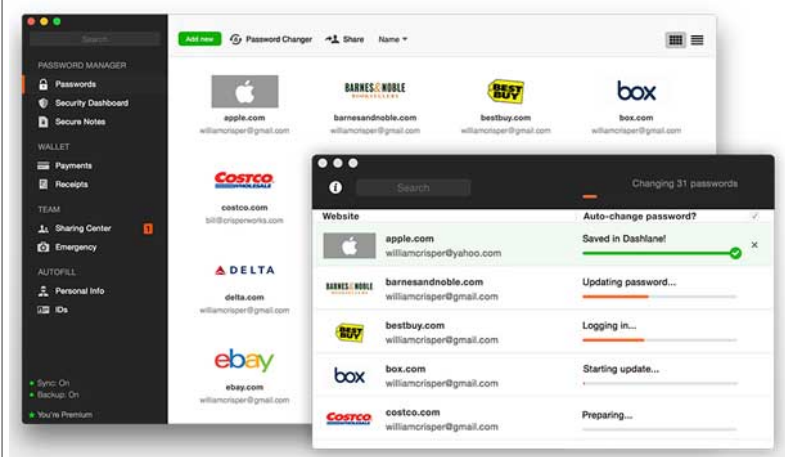 Search
Add new
Password Changer
Share
Name
PASSWORD MANAGER
Passwords
Security Dashboard
Secure Notes
WALLET
Payments
Receipts
TEAM
Sharing Center
1
Emergency
AUTOFILL
Personal Info
IDs
Sync: On
Backup: On
You're Premium
apple.com
williamcrisper@gmail.com
BARNES&NOBLE
BOOKSELLERS
barnesandnoble.com
williamcrisper@gmail.com
BEST BUY
bestbuy.com
williamcrisper@gmail.com
box
box.com
williamcrisper@gmail.com
COSTCO
WHOLESALE
costco.com
bill@crisperworks.com
DELTA
delta.com
williamcrisper@gmail.com
ebay
ebay.com
williamcrisper@gmail.com
i
Search
Changing 31 passwords
Website
Auto-change password?
apple.com
williamcrisper@yahoo.com
Saved in Dashlane!
BARNES&NOBLE
barnesandnoble.com
williamcrisper@gmail.com
Updating password...
BEST BUY
bestbuy.com
williamcrisper@gmail.com
Logging in...
box
box.com
williamcrisper@gmail.com
Starting update...
COSTCO
WHOLESALE
costco.com
williamcrisper@gmail.com
Preparing...